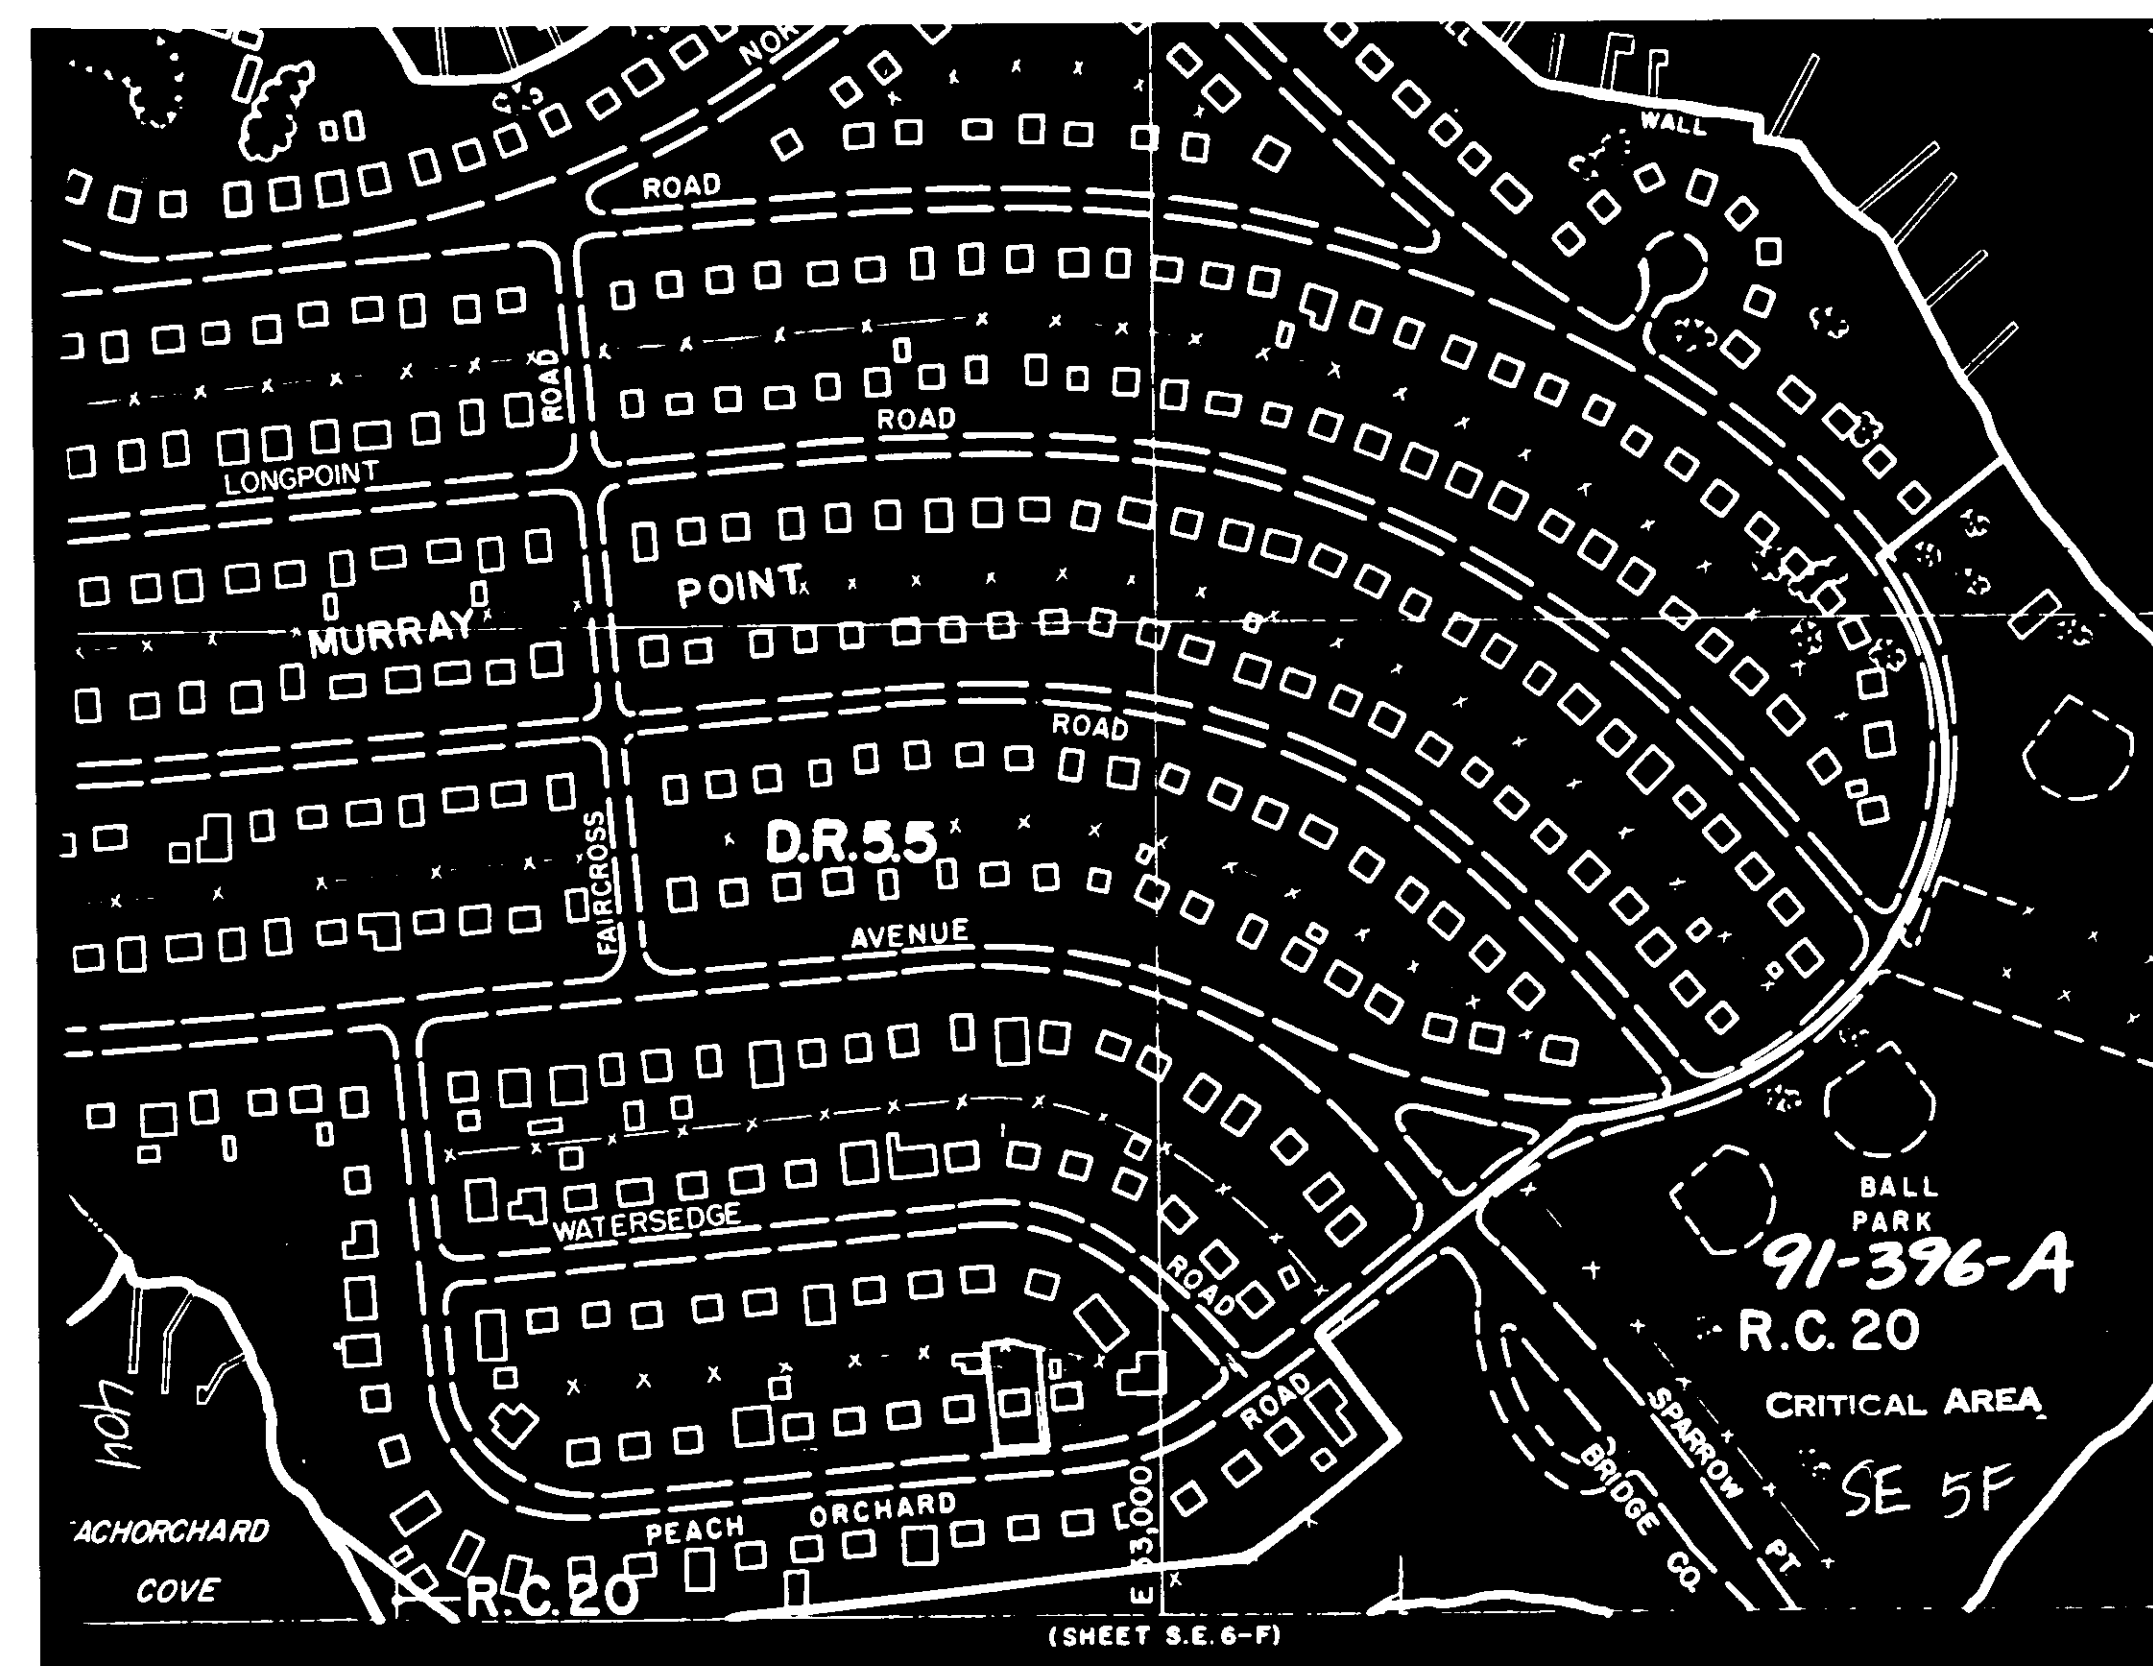 NOR
WALL
ROAD
ROAD
ROAD
LONGPOINT
POINT
MURRAY
ROAD
D.R.5.5
FAIRCROSS
AVENUE
BALL
PARK
91-396-A
WATERSEDGE
ROAD
R.C. 20
CRITICAL AREA
ROAD
SPARROW PT.
BRIDGE CO.
SE 5F
PEACH ORCHARD
ACHORCHARD
COVE
R.C. 20
E 53,000
(SHEET S.E. 6-F)